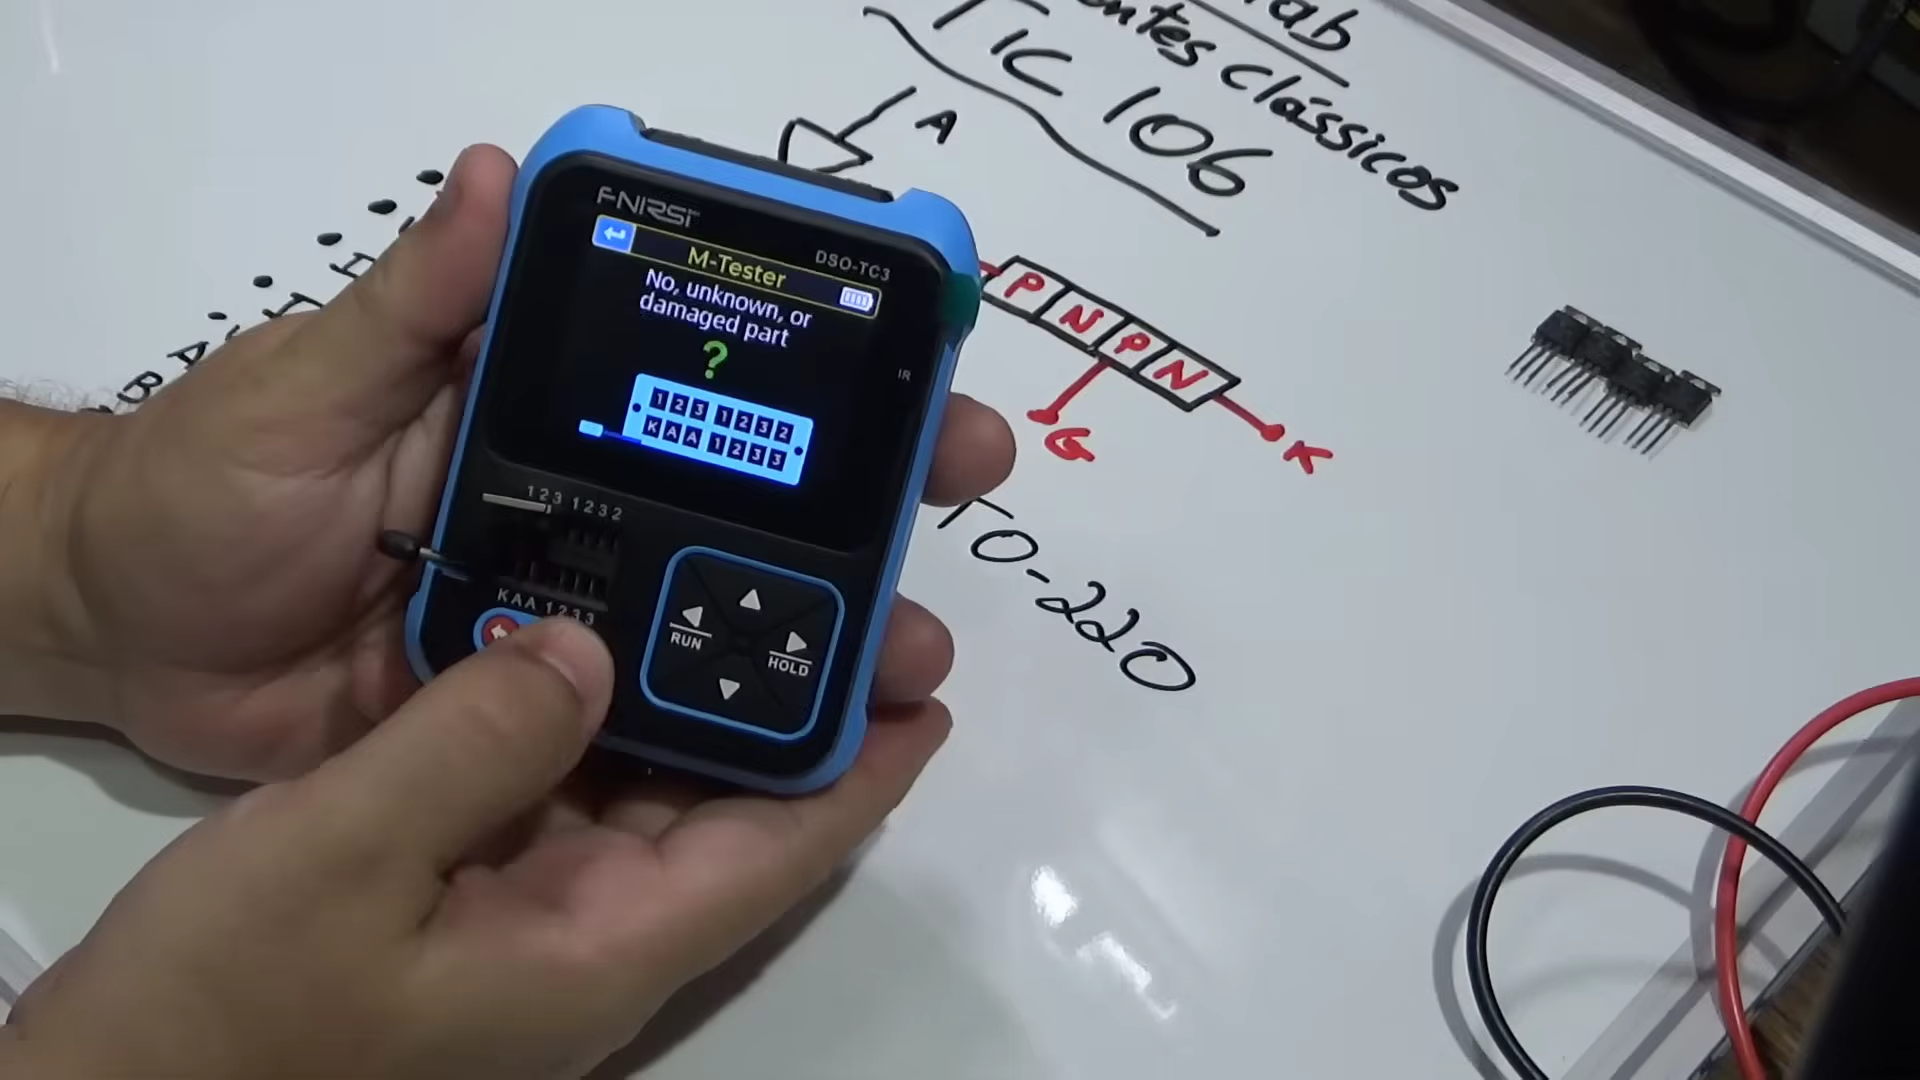 ntes clássicos
TIC 106
A
FNIRSI
DSO-TC3
M-Tester
No, unknown, or
damaged part
?
1 2 3 1 2 3 2
K A A 1 2 3 3
IR
P N P N
G
K
TO-220
1 2 3 1 2 3 2
K A A 1 2 3 3
RUN
HOLD
A
B